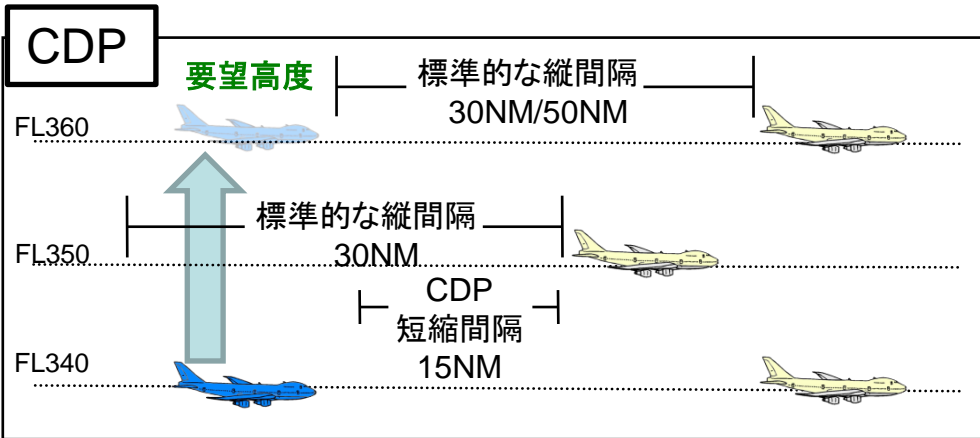 CDP
要望高度
標準的な縦間隔
30NM/50NM
FL360
標準的な縦間隔
30NM
FL350
CDP
短縮間隔
15NM
FL340